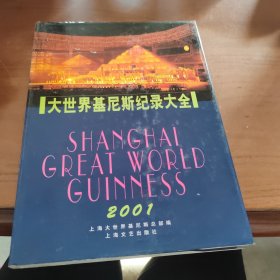 大世界基尼斯纪录大全
SHANGHAI
GREAT WORLD
GUINNESS
2001
上海大世界基尼斯总部编
上海文艺出版社